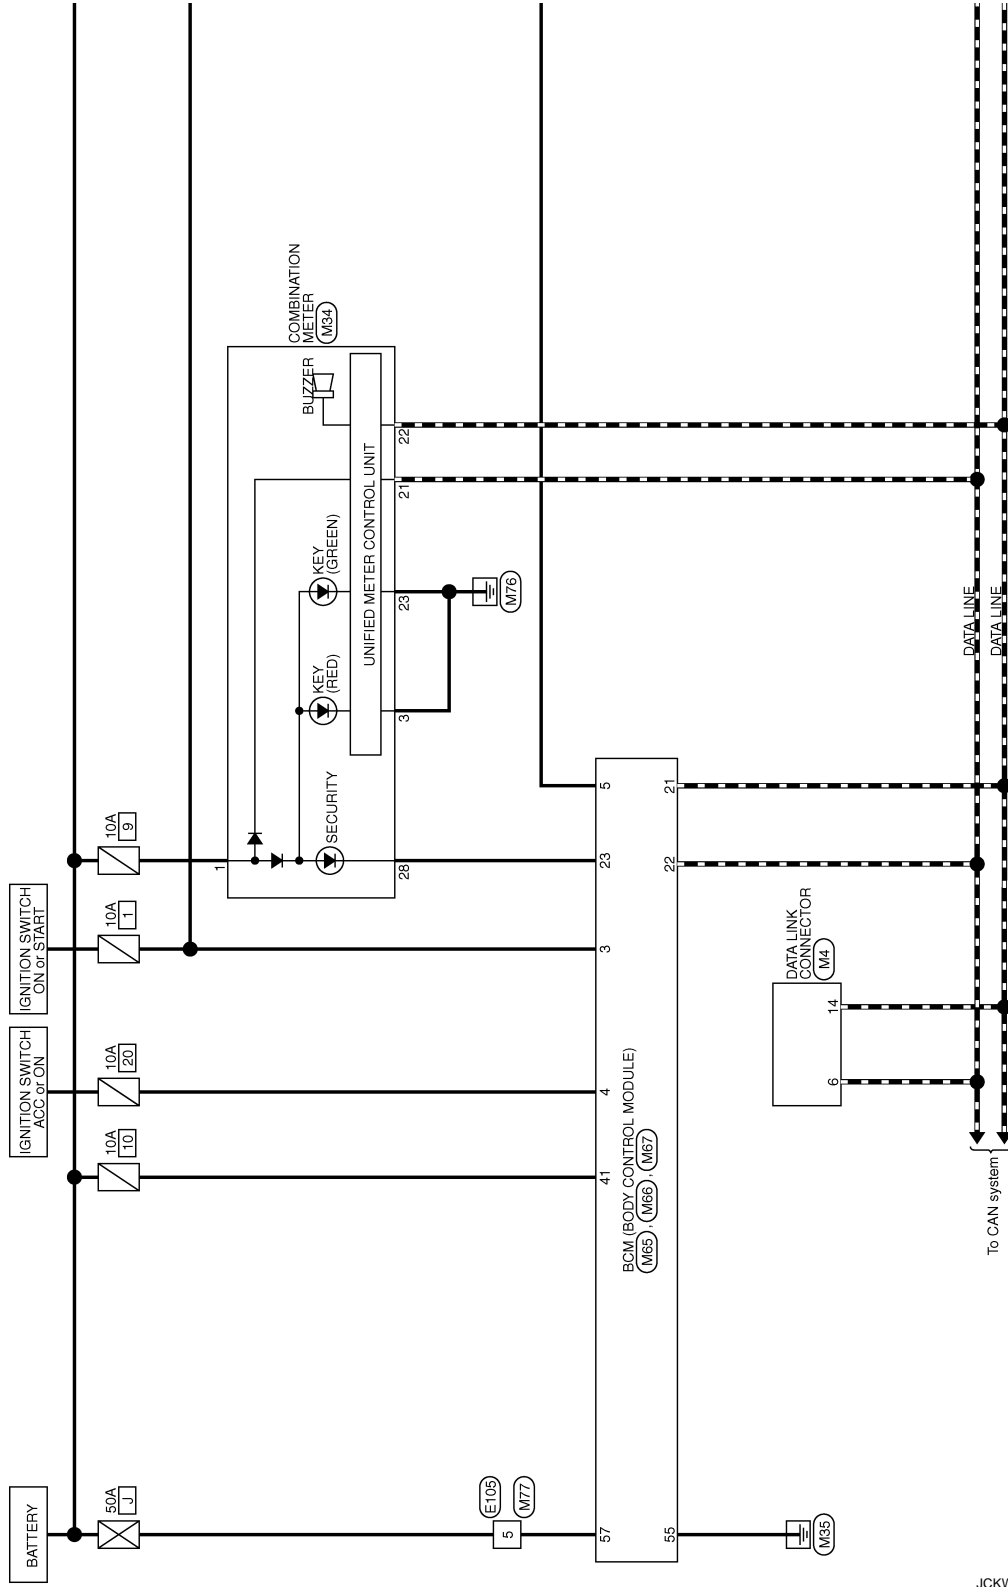 BATTERY
IGNITION SWITCH
ACC or ON
IGNITION SWITCH
ON or START
50A
J
10A
10
10A
20
10A
1
10A
9
COMBINATION
METER
M34
BUZZER
1
SECURITY
KEY
(RED)
KEY
(GREEN)
UNIFIED METER CONTROL UNIT
28
3
23
21
22
M76
E105
5
M77
57
41
4
3
23
5
BCM (BODY CONTROL MODULE)
M65 , M66 , M67
55
22
21
M35
DATA LINK
CONNECTOR
M4
6
14
DATA LINE
DATA LINE
To CAN system